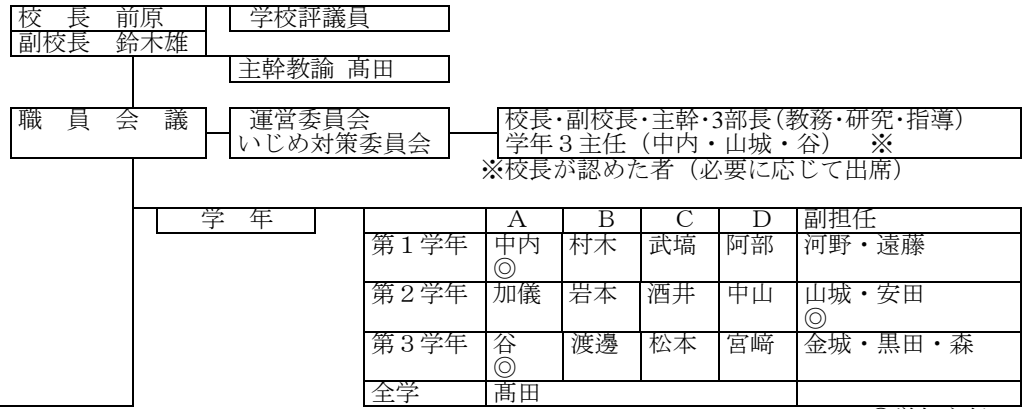 校　長　前原　学校評議員
副校長　鈴木雄
主幹教諭 髙田
職　員　会　議　運営委員会　校長・副校長・主幹・3部長（教務・研究・指導）
いじめ対策委員会　学年３主任（中内・山城・谷）　※
※校長が認めた者（必要に応じて出席）
学　年　Ａ　Ｂ　Ｃ　Ｄ　副担任
第１学年　中内　村木　武塙　阿部　河野・遠藤
◎
第２学年　加儀　岩本　酒井　中山　山城・安田
◎
第３学年　谷　渡邊　松本　宮﨑　金城・黒田・森
◎
全学　髙田